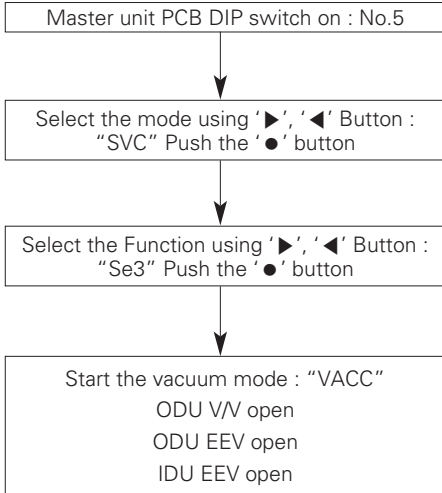 Master unit PCB DIP switch on : No.5
Select the mode using ‘▶’, ‘◀’ Button :
“SVC” Push the ‘●’ button
Select the Function using ‘▶’, ‘◀’ Button :
“Se3” Push the ‘●’ button
Start the vacuum mode : “VACC”
ODU V/V open
ODU EEV open
IDU EEV open